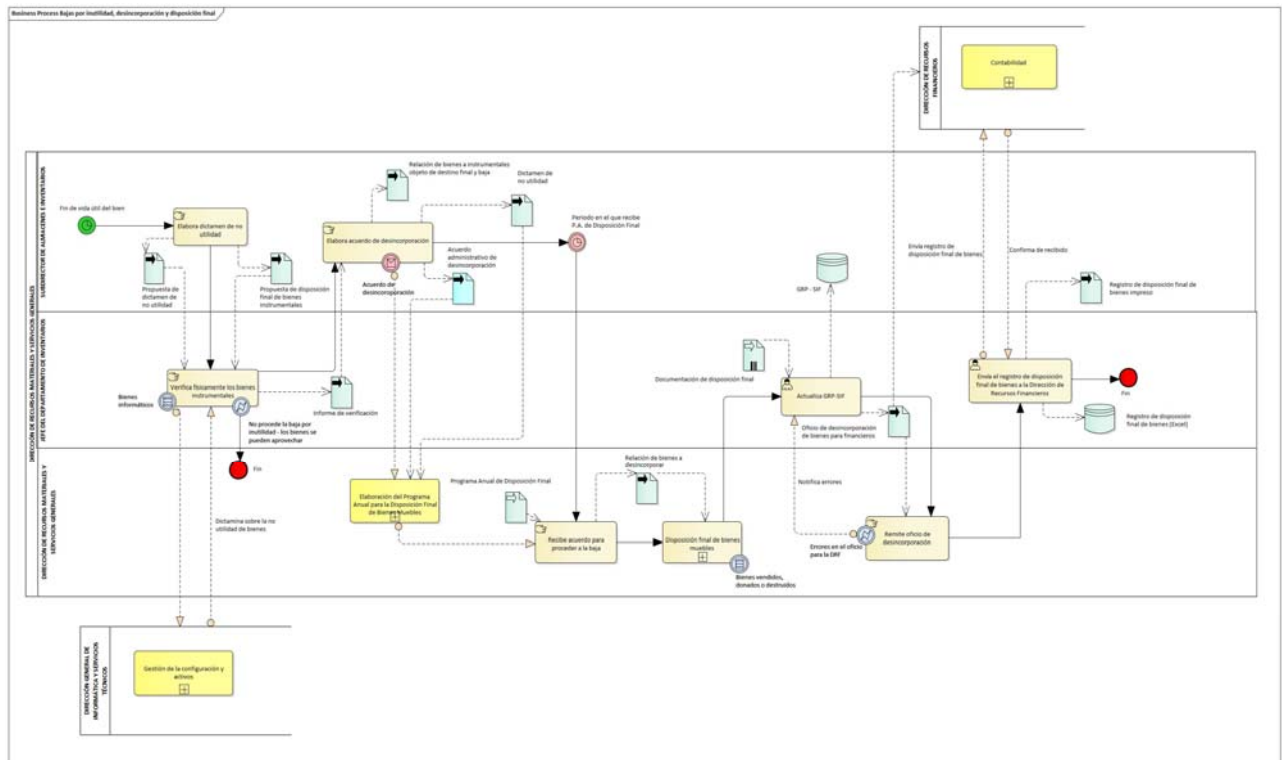 Business Process Bajas por inutilidad, desincorporación y disposición final
DIRECCIÓN DE RECURSOS
FINANCIEROS
Contabilidad
DIRECCIÓN DE RECURSOS MATERIALES Y SERVICIOS GENERALES
SUBDIRECTOR DE ALMACENES E INVENTARIOS
Fin de vida útil del bien
Elabora dictamen de no
utilidad
Propuesta de
dictamen de
no utilidad
Propuesta de disposición
final de bienes
instrumentales
Elabora acuerdo de desincorporación
Relación de bienes a instrumentales
objeto de destino final y baja
Dictamen de
no utilidad
Acuerdo de
desincorporación
Acuerdo
administrativo de
desincorporación
Periodo en el que recibe
P.A. de Disposición Final
GRP - SIF
Envía registro de
disposición final de bienes
Confirma de recibido
Registro de disposición final de
bienes impreso
JEFE DEL DEPARTAMENTO DE INVENTARIOS
Verifica físicamente los bienes
instrumentales
Bienes
informáticos
Informe de verificación
No procede la baja por
inutilidad - los bienes se
pueden aprovechar
Fin
Documentación de disposición final
Actualiza GRP-SIF
Oficio de desincorporación
de bienes para financieros
Envía el registro de disposición
final de bienes a la Dirección de
Recursos Financieros
Fin
Registro de disposición
final de bienes (Excel)
DIRECCIÓN DE RECURSOS MATERIALES Y
SERVICIOS GENERALES
Dictamina sobre la no
utilidad de bienes
Elaboración del Programa
Anual para la Disposición Final
de Bienes Muebles
Programa Anual de Disposición Final
Recibe acuerdo para
proceder a la baja
Relación de bienes a
desincorporar
Disposición final de bienes
muebles
Bienes vendidos,
donados o destruidos
Notifica errores
Errores en el oficio
para la DRF
Remite oficio de
desincorporación
DIRECCIÓN GENERAL DE
INFORMÁTICA Y SERVICIOS
TÉCNICOS
Gestión de la configuración y
activos